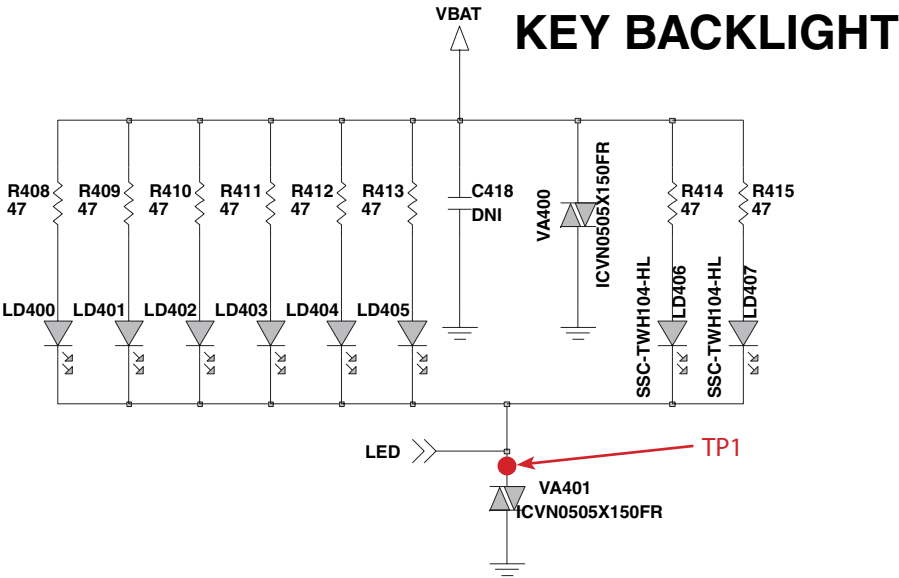 VBAT
KEY BACKLIGHT
R408
47
R409
47
R410
47
R411
47
R412
47
R413
47
C418
DNI
VA400
ICVN0505X150FR
R414
47
R415
47
LD400
LD401
LD402
LD403
LD404
LD405
SSC-TWH104-HL
LD406
SSC-TWH104-HL
LD407
LED
TP1
VA401
ICVN0505X150FR